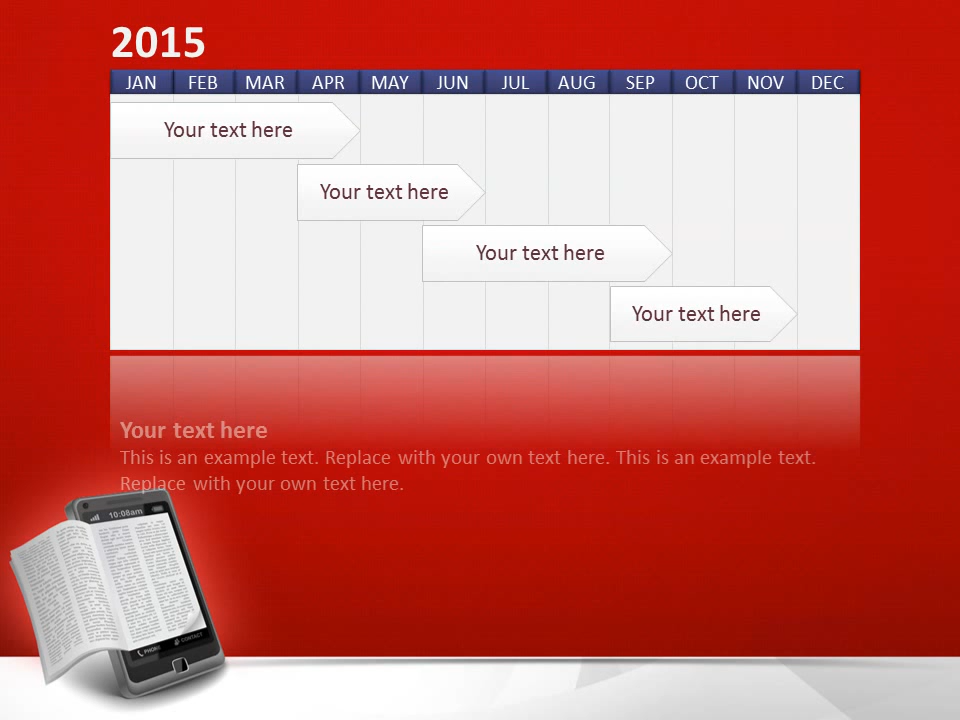 2015
JAN FEB MAR APR MAY JUN JUL AUG SEP OCT NOV DEC
Your text here
Your text here
Your text here
Your text here
Your text here
This is an example text. Replace with your own text here. This is an example text.
Replace with your own text here.
10:08am
PHONE CONTACT